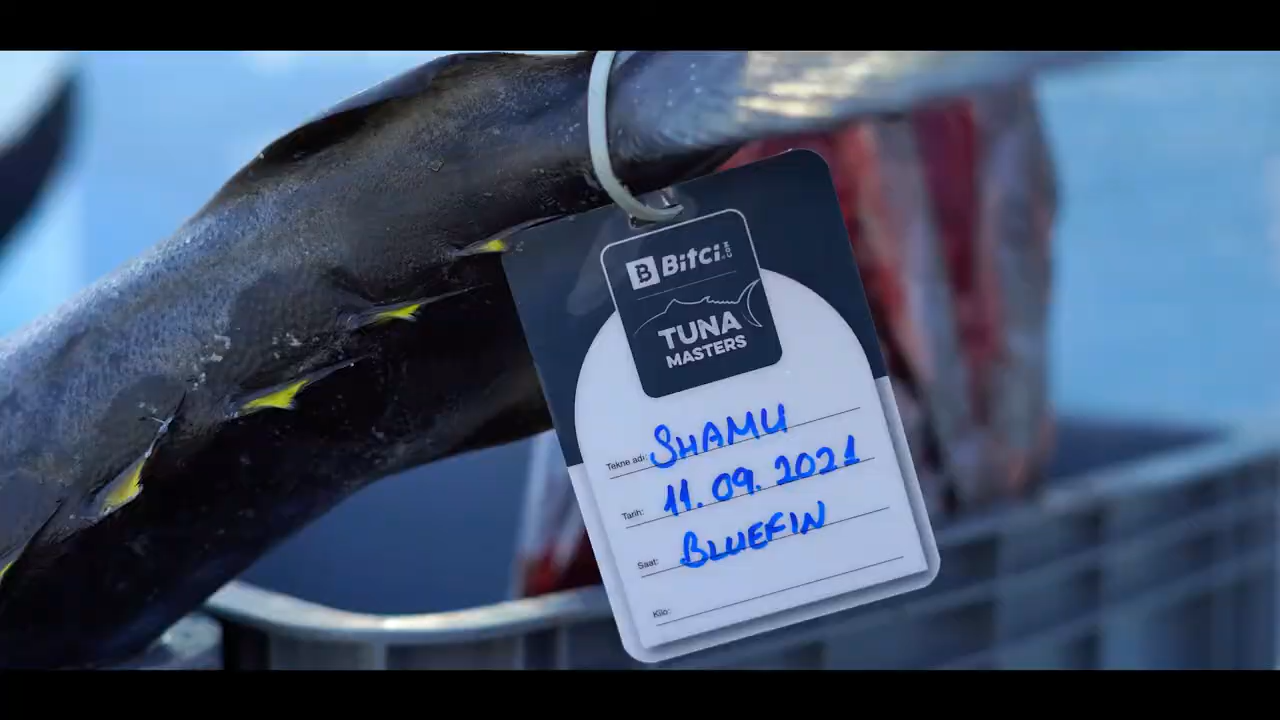 B Bitci.com
TUNA
MASTERS
Tekne adı: SHAMU
Tarih: 11.09.2021
Saat: BLUEFIN
Kilo: